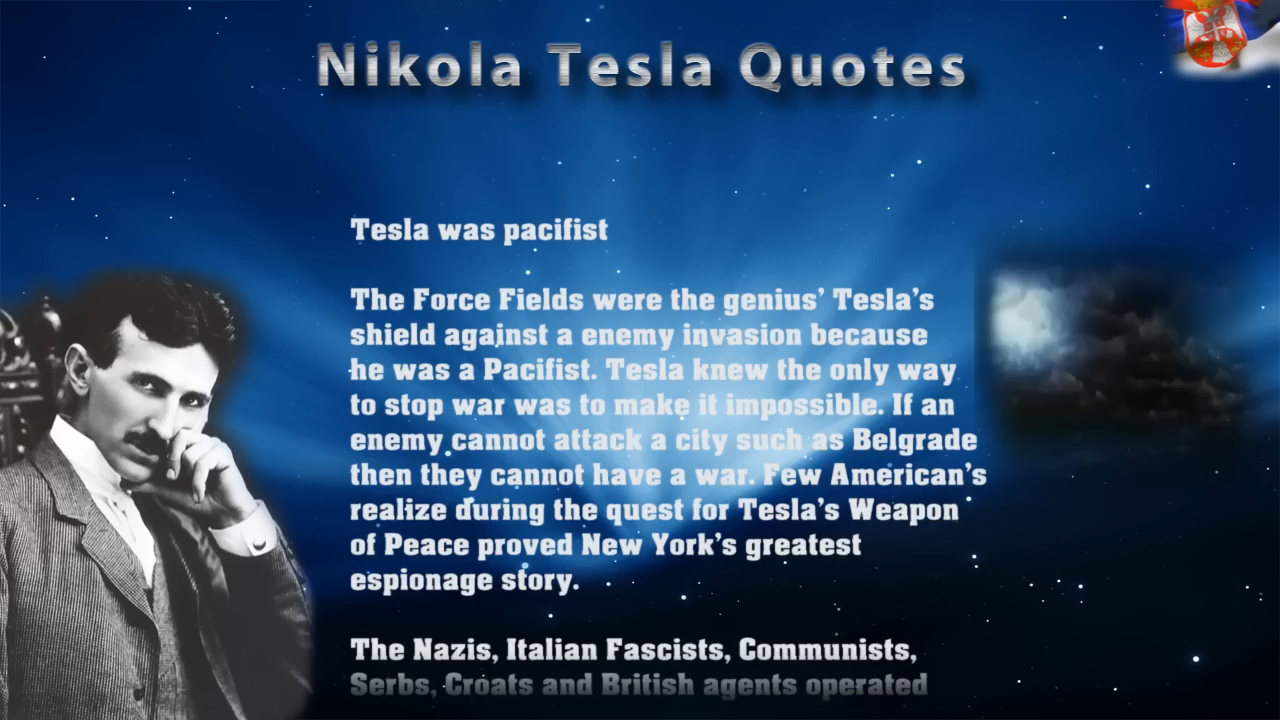 Nikola Tesla Quotes
Tesla was pacifist
The Force Fields were the genius’ Tesla’s
shield against a enemy invasion because
he was a Pacifist. Tesla knew the only way
to stop war was to make it impossible. If an
enemy cannot attack a city such as Belgrade
then they cannot have a war. Few American’s
realize during the quest for Tesla’s Weapon
of Peace proved New York’s greatest
espionage story.
The Nazis, Italian Fascists, Communists,
Serbs, Croats and British agents operated